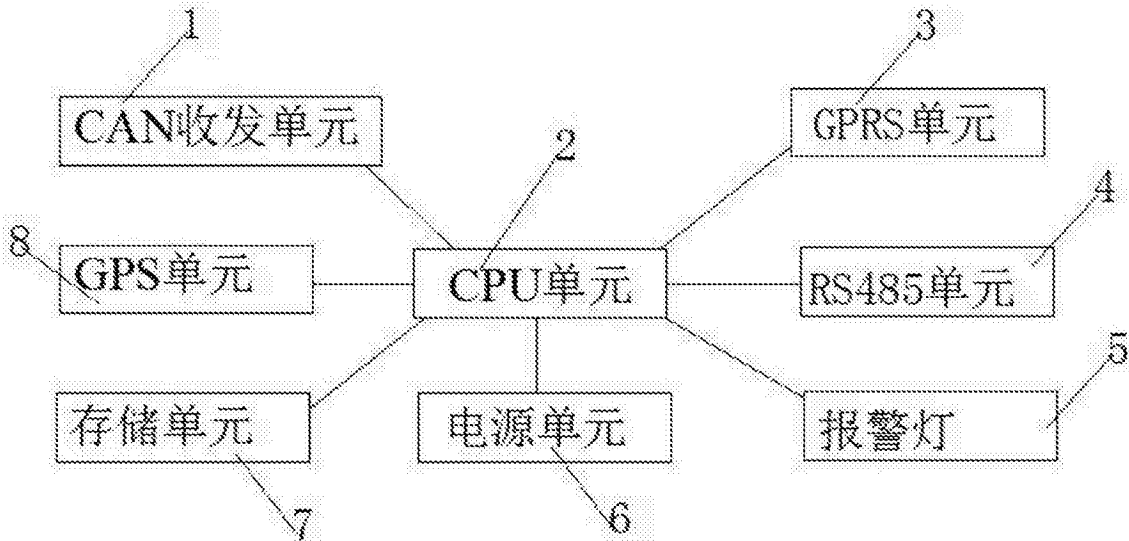 1
3
CAN收发单元
GPRS单元
2
4
8
GPS单元
CPU单元
RS485单元
5
存储单元
电源单元
报警灯
7
6